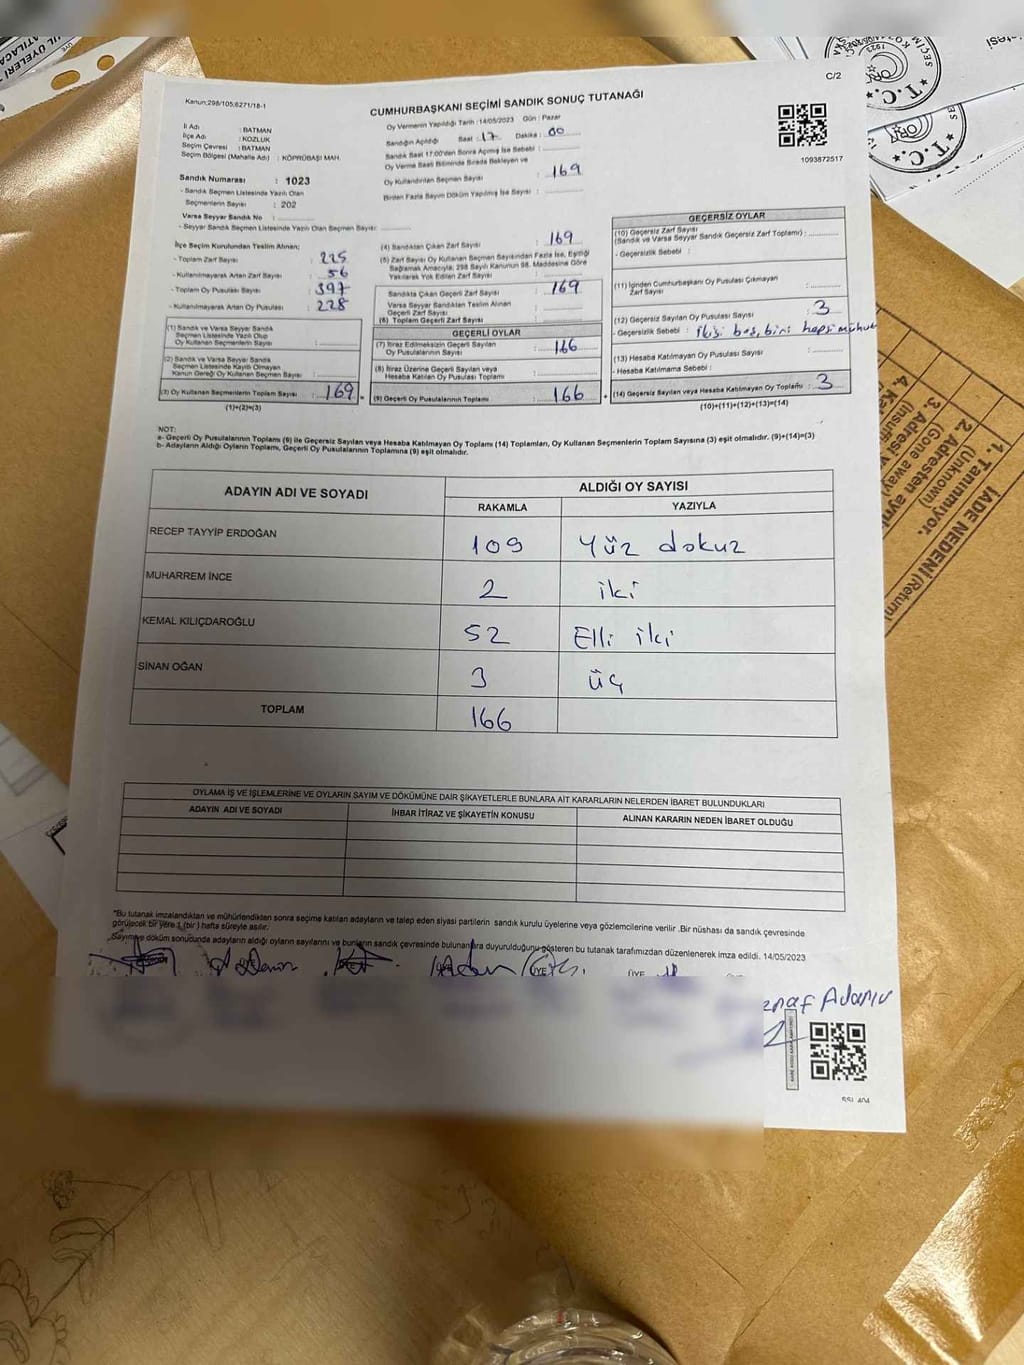 C/2
Kanun:298/105;6271/18-1
CUMHURBAŞKANI SEÇİMİ SANDIK SONUÇ TUTANAĞI
1093872517
İl Adı : BATMAN
İlçe Adı : KOZLUK
Seçim Çevresi : BATMAN
Seçim Bölgesi (Mahalle Adı) : KÖPRÜBAŞI MAH.
Sandık Numarası : 1023
- Sandık Seçmen Listesinde Yazılı Olan
Seçmenlerin Sayısı : 202
Varsa Seyyar Sandık No :
- Seyyar Sandık Seçmen Listesinde Yazılı Olan Seçmen Sayısı:
Oy Vermenin Yapıldığı Tarih :14/05/2023 Gün : Pazar
Sandığın Açıldığı Saat : 17 Dakika : 00
Sandık Saat 17:00'den Sonra Açılmış İse Sebebi :
Oy Verme Saati Bitiminde Sırada Bekleyen ve
Oy Kullandırılan Seçmen Sayısı : 169
Birden Fazla Sayım Döküm Yapılmış İse Sayısı :
İlçe Seçim Kurulundan Teslim Alınan;
- Toplam Zarf Sayısı : 225
- Kullanılmayarak Artan Zarf Sayısı : 56
- Toplam Oy Pusulası : 397
- Kullanılmayarak Artan Oy Pusulası : 228
(1) Sandık ve Varsa Seyyar Sandık
Seçmen Listesinde Yazılı Olup
Oy Kullanan Seçmenlerin Sayısı :
(2) Sandık ve Varsa Seyyar Sandık
Seçmen Listesinde Kayıtlı Olmayan
Kanun Gereği Oy Kullanan Seçmen Sayısı :
(3) Oy Kullanan Seçmenlerin Toplam Sayısı : 169
(1)+(2)=(3)
(4) Sandıktan Çıkan Zarf Sayısı : 169
(5) Zarf Sayısı Oy Kullanan Seçmen Sayısından Fazla İse, Eşitliği
Sağlamak Amacıyla; 298 Sayılı Kanunun 98. Maddesine Göre
Yakılarak Yok Edilen Zarf Sayısı :
Sandıkta Çıkan Geçerli Zarf Sayısı : 169
Varsa Seyyar Sandıktan Teslim Alınan
Geçerli Zarf Sayısı
(6) Toplam Geçerli Zarf Sayısı :
GEÇERLİ OYLAR
(7) İtiraz Edilmeksizin Geçerli Sayılan
Oy Pusulalarının Sayısı : 166
(8) İtiraz Üzerine Geçerli Sayılan veya
Hesaba Katılan Oy Pusulası Toplamı :
(9) Geçerli Oy Pusulalarının Toplamı : 166
GEÇERSİZ OYLAR
(10) Geçersiz Zarf Sayısı
(Sandık ve Varsa Seyyar Sandık Geçersiz Zarf Toplamı) :
- Geçersizlik Sebebi :
(11) İçinden Cumhurbaşkanı Oy Pusulası Çıkmayan
Zarf Sayısı :
(12) Geçersiz Sayılan Oy Pusulası Sayısı : 3
- Geçersizlik Sebebi : ikisi boş, biri hepsi mühür
(13) Hesaba Katılmayan Oy Pusulası Sayısı :
- Hesaba Katılmama Sebebi :
(14) Geçersiz Sayılan veya Hesaba Katılmayan Oy Toplamı : 3
(10)+(11)+(12)+(13)=(14)
NOT:
a- Geçerli Oy Pusulalarının Toplamı (9) ile Geçersiz Sayılan veya Hesaba Katılmayan Oy Toplamı (14) Toplamları, Oy Kullanan Seçmenlerin Toplam Sayısına (3) eşit olmalıdır. (9)+(14)=(3)
b- Adayların Aldığı Oyların Toplamı, Geçerli Oy Pusulalarının Toplamına (9) eşit olmalıdır.
ADAYIN ADI VE SOYADI
ALDIĞI OY SAYISI
RAKAMLA YAZIYLA
RECEP TAYYİP ERDOĞAN 109 Yüz dokuz
MUHARREM İNCE 2 iki
KEMAL KILIÇDAROĞLU 52 Elli iki
SİNAN OĞAN 3 üç
TOPLAM 166
OYLAMA İŞ VE İŞLEMLERİNE VE OYLARIN SAYIM VE DÖKÜMÜNE DAİR ŞİKAYETLERLE BUNLARA AİT KARARLARIN NELERDEN İBARET BULUNDUKLARI
ADAYIN ADI VE SOYADI
İHBAR İTİRAZ VE ŞİKAYETİN KONUSU
ALINAN KARARIN NEDEN İBARET OLDUĞU
*Bu tutanak imzalandıktan ve mühürlendikten sonra seçime katılan adayların ve talep eden siyasi partilerin sandık kurulu üyelerine veya gözlemcilerine verilir .Bir nüshası da sandık çevresinde
görülecek bir yere 1 (bir ) hafta süreyle asılır.
Sayım ve döküm sonucunda adayların aldığı oyların sayılarını ve bunların sandık çevresinde bulunanlara duyurulduğunu gösteren bu tutanak tarafımızdan düzenlenerek imza edildi. 14/05/2023
ÜYE
ÜYE
İADE NEDENİ (Return
1. Tanınmıyor.
(Unknown)
2. Adresten ayrıl
(Gone away)
3. Adresi
4.
T.C.
1923
T.C.